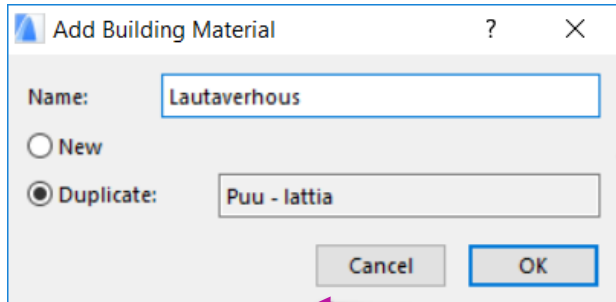 Add Building Material ?
Name: Lautaverhous
New
Duplicate: Puu - lattia
Cancel OK